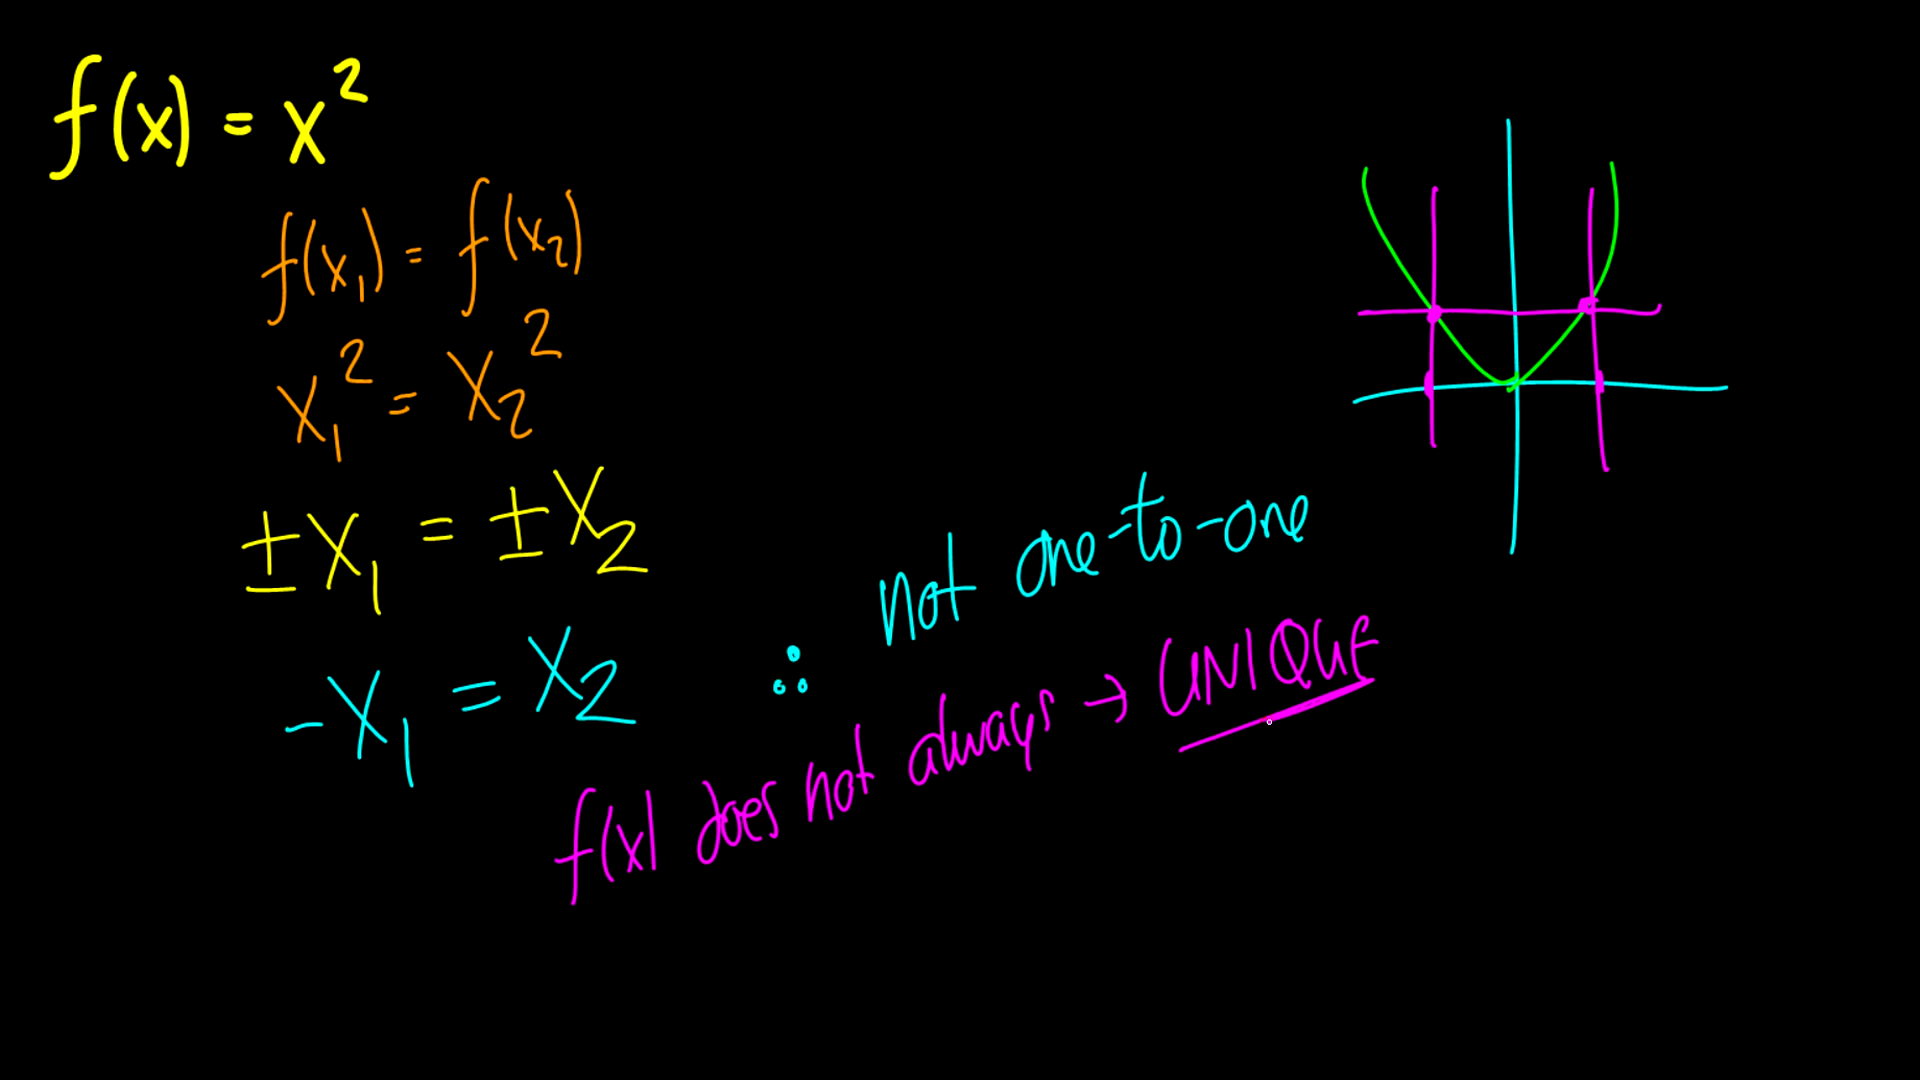 f(x) = x²
f(x₁) = f(x₂)
x₁² = x₂²
±x₁ = ±x₂
-x₁ = x₂ ∴ not one-to-one
f(x) does not always → UNIQUE